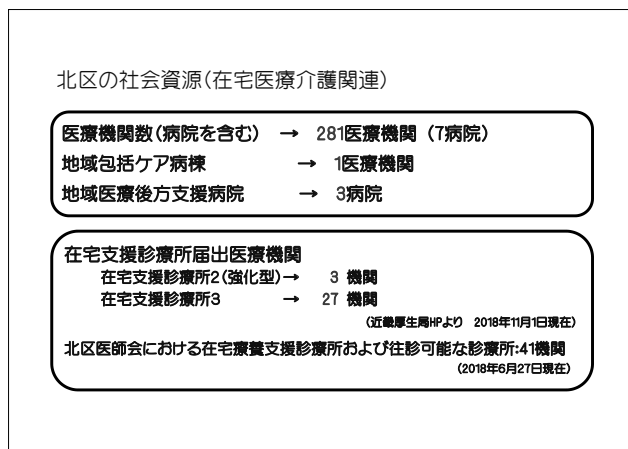 北区の社会資源(在宅医療介護関連)
医療機関数(病院を含む) → 281医療機関 (7病院)
地域包括ケア病棟 → 1医療機関
地域医療後方支援病院 → 3病院
在宅支援診療所届出医療機関
在宅支援診療所2(強化型)→ 3 機関
在宅支援診療所3 → 27 機関
(近畿厚生局HPより 2018年11月1日現在)
北区医師会における在宅療養支援診療所および往診可能な診療所:41機関
(2018年6月27日現在)